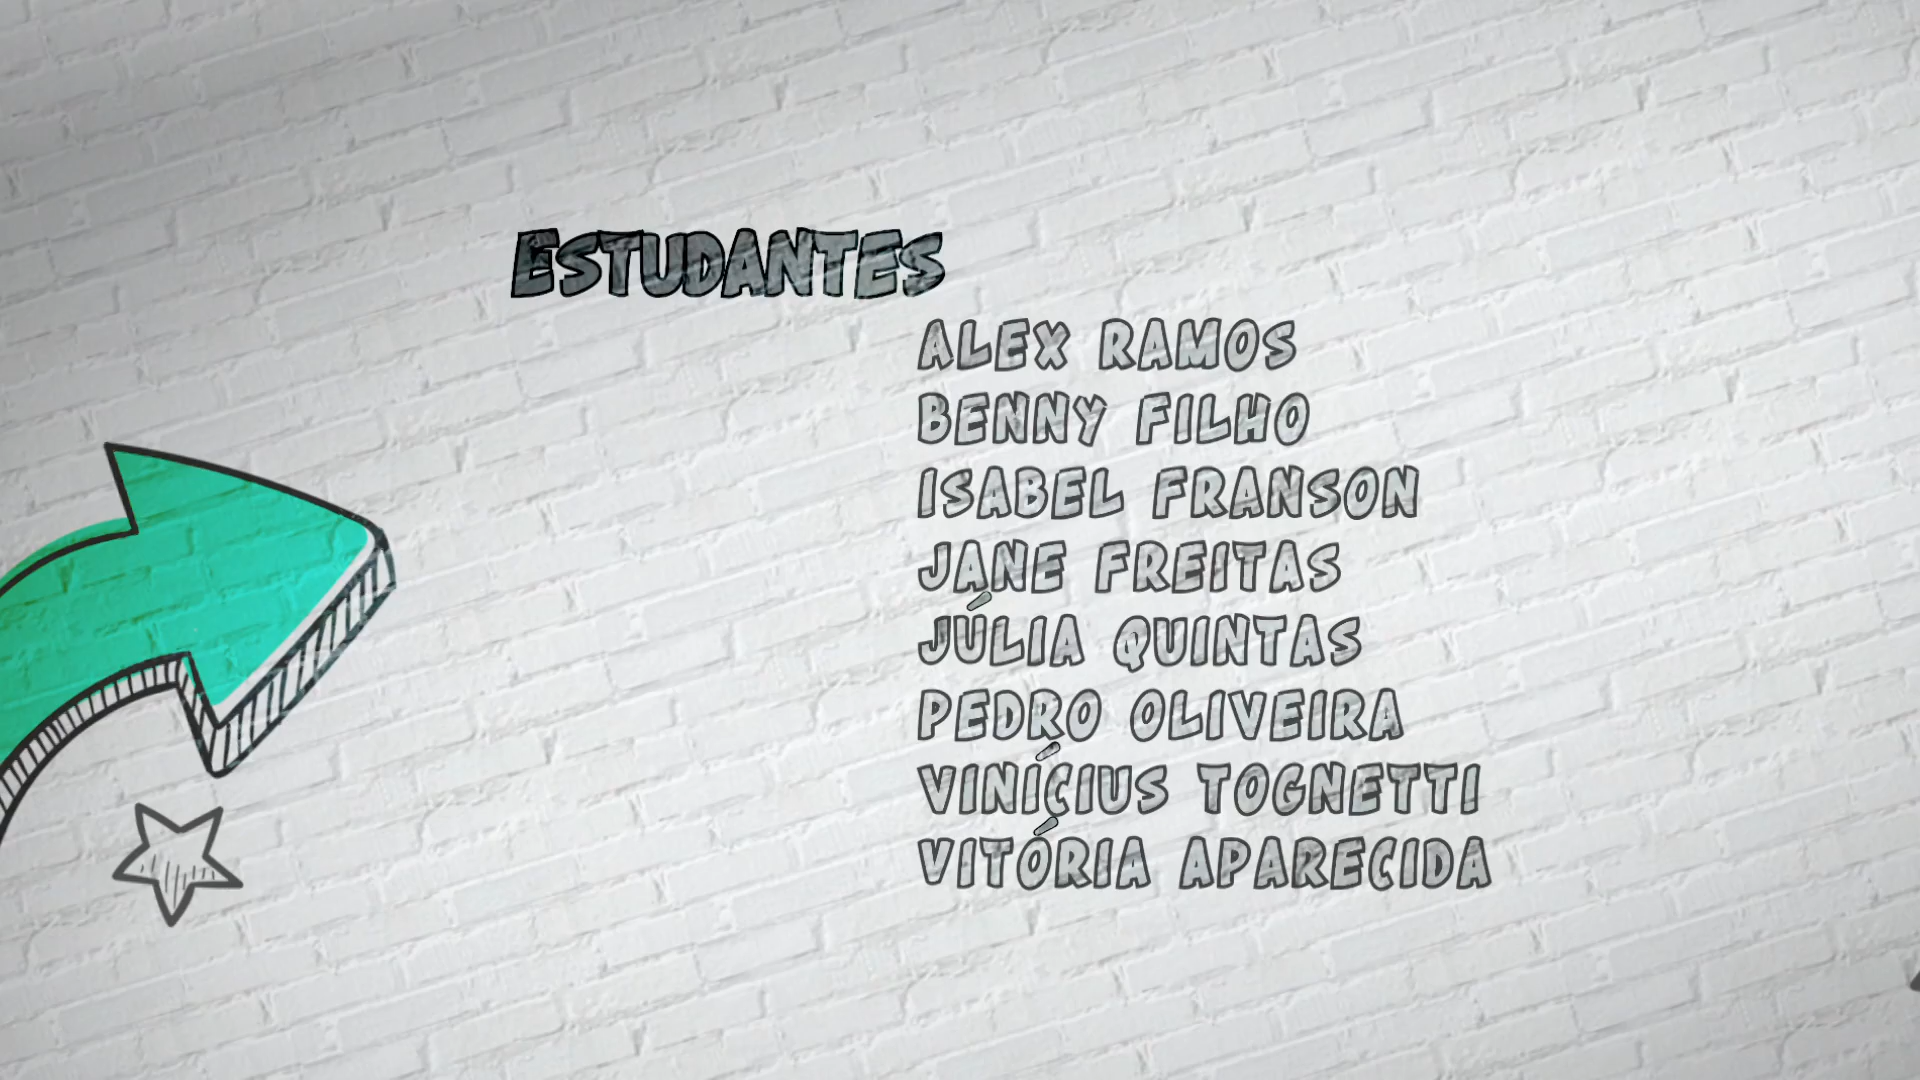 ESTUDANTES
ALEX RAMOS
BENNY FILHO
ISABEL FRANSON
JANE FREITAS
JÚLIA QUINTAS
PEDRO OLIVEIRA
VINÍCIUS TOGNETTI
VITÓRIA APARECIDA